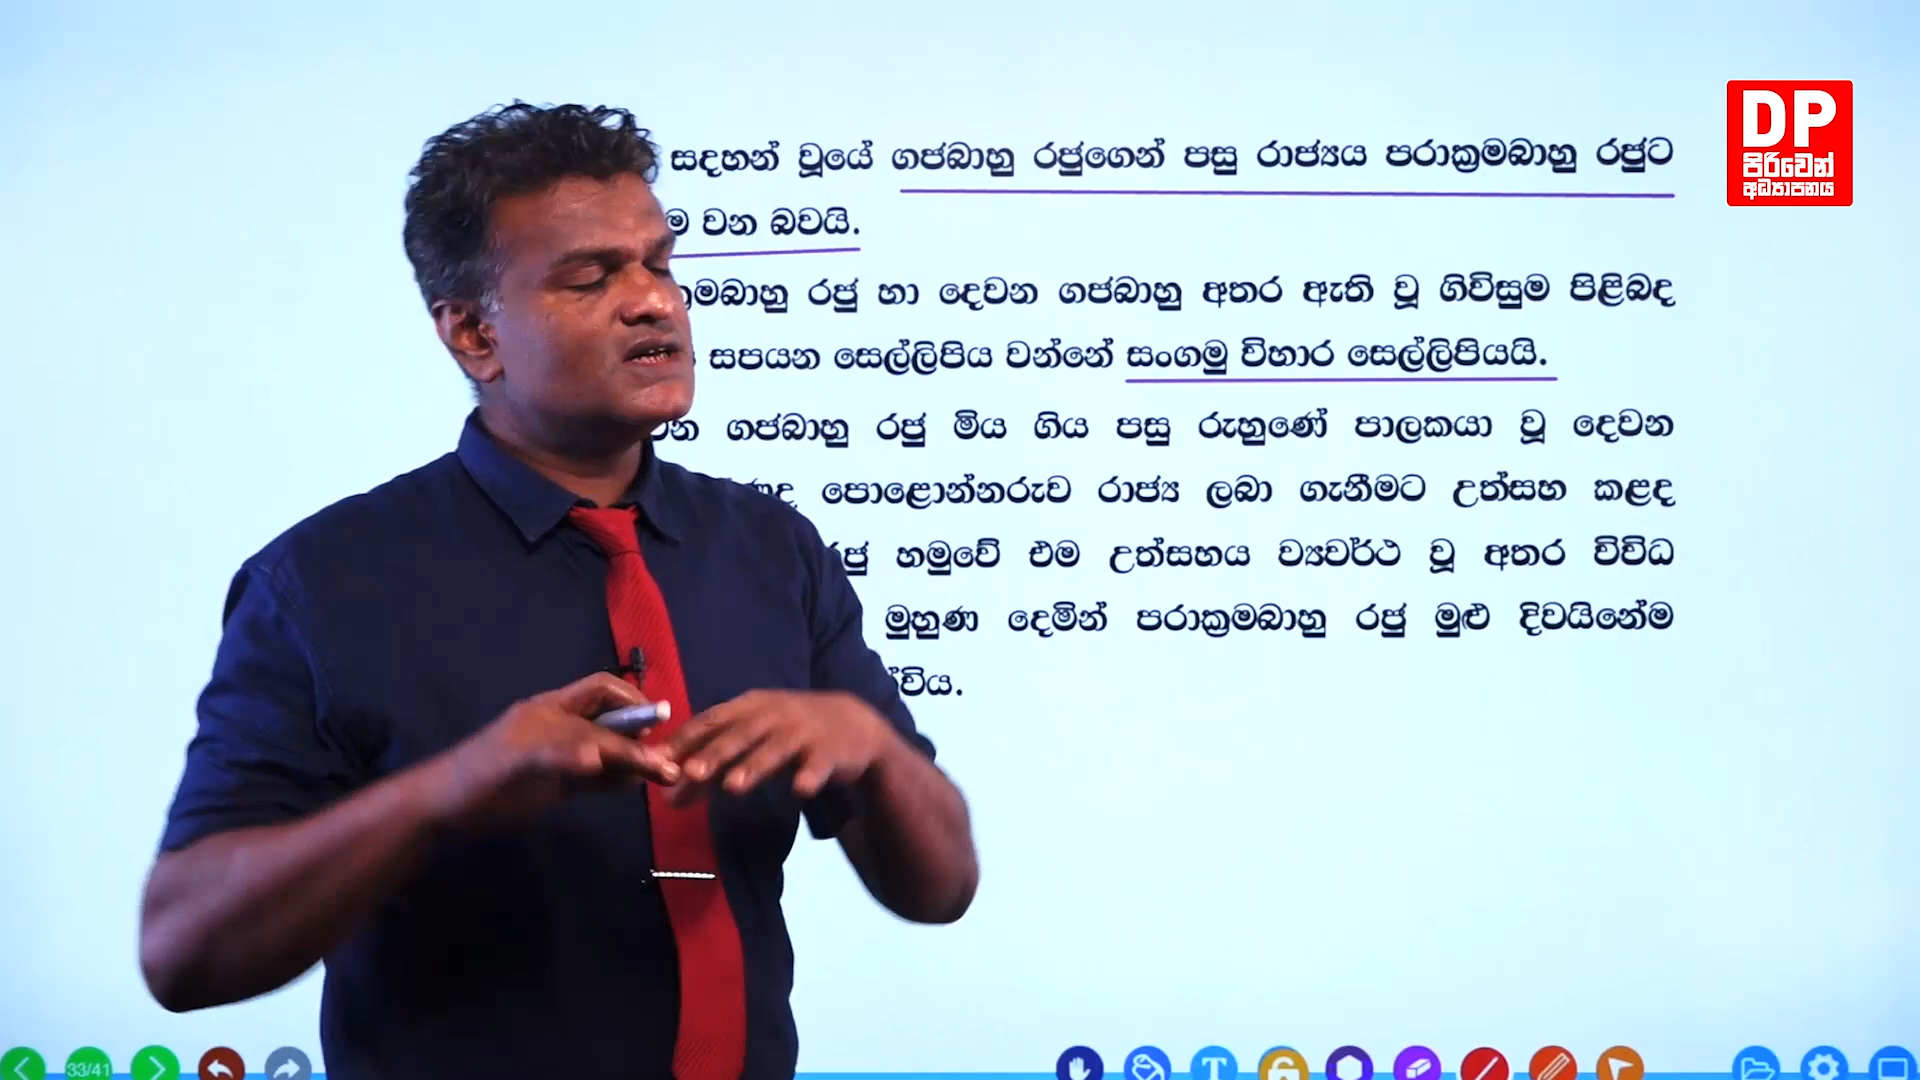 සදහන් වූයේ ගජබාහු රජුගෙන් පසු රාජ්‍යය පරාක්‍රමබාහු රජුට
වන බවයි.
රජු හා දෙවන ගජබාහු අතර ඇති වූ ගිවිසුම පිළිබද
සපයන සෙල්ලිපිය වන්නේ සංගමු විහාර සෙල්ලිපියයි.
ගජබාහු රජු මිය ගිය පසු රුහුණේ පාලකයා වූ දෙවන
පොළොන්නරුව රාජ්‍ය ලබා ගැනීමට උත්සහ කළද
හමුවේ එම උත්සහය ව්‍යවර්ථ වූ අතර විවිධ
මුහුණ දෙමින් පරාක්‍රමබාහු රජු මුළු දිවයිනේම
DP
පිරිවෙන්
අධ්‍යාපනය
33/41